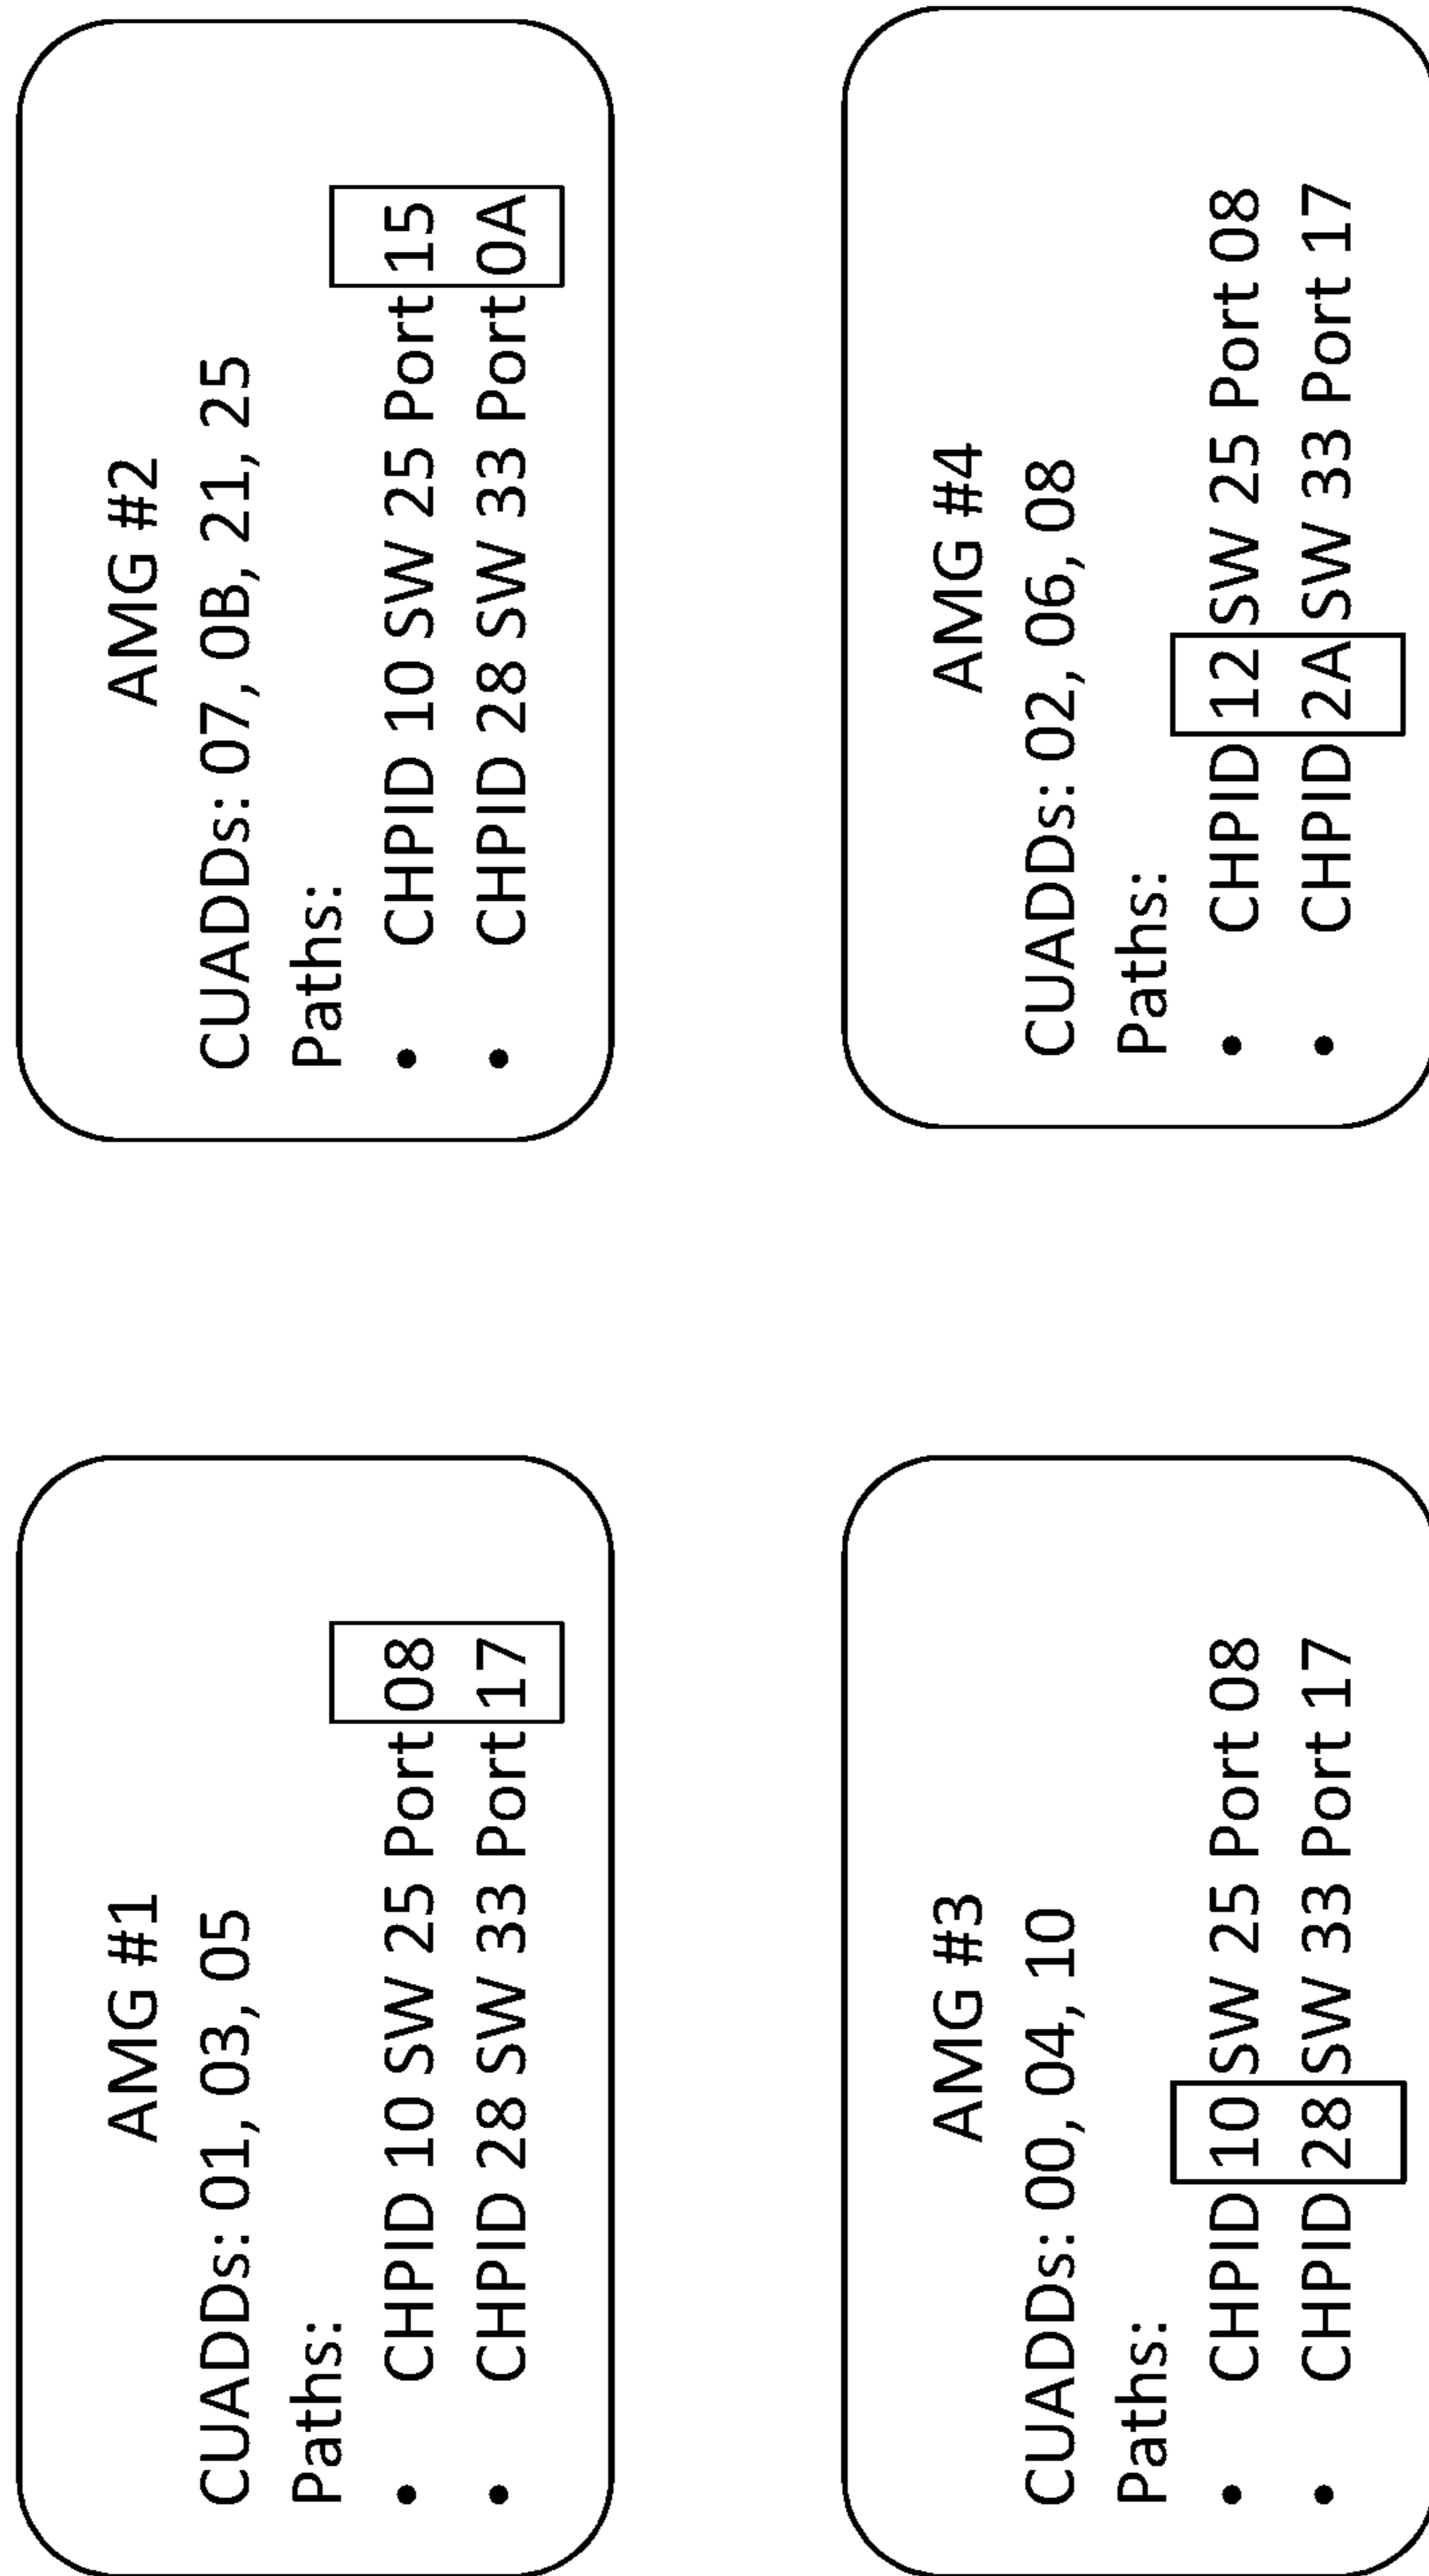 AMG #1
CUADDs: 01, 03, 05
Paths:
• CHPID 10 SW 25 Port 08
• CHPID 28 SW 33 Port 17
AMG #2
CUADDs: 07, 0B, 21, 25
Paths:
• CHPID 10 SW 25 Port 15
• CHPID 28 SW 33 Port 0A
AMG #3
CUADDs: 00, 04, 10
Paths:
• CHPID 10 SW 25 Port 08
• CHPID 28 SW 33 Port 17
AMG #4
CUADDs: 02, 06, 08
Paths:
• CHPID 12 SW 25 Port 08
• CHPID 2A SW 33 Port 17